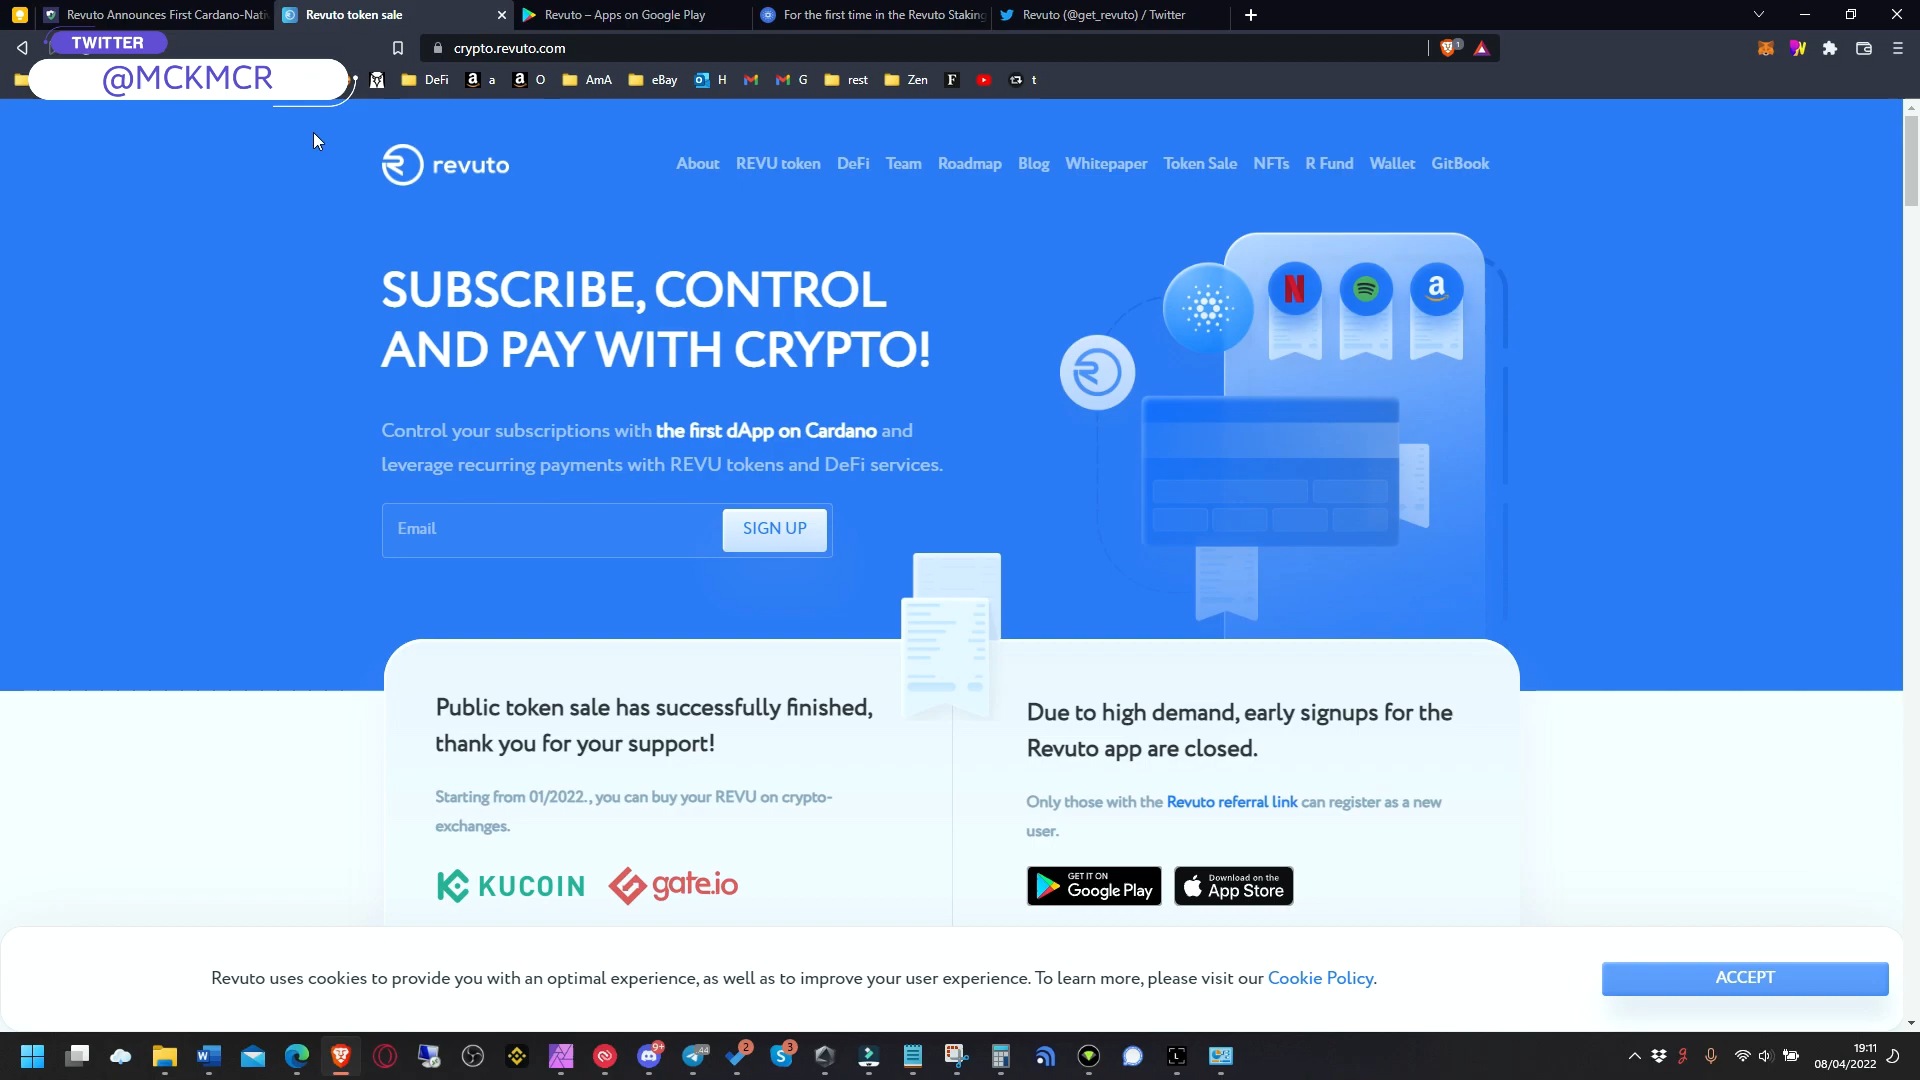 Revuto Announces First Cardano-Nati
Revuto token sale
Revuto – Apps on Google Play
For the first time in the Revuto Staking
Revuto (@get_revuto) / Twitter
TWITTER
@MCKMCR
crypto.revuto.com
1
DeFi
a
O
AmA
eBay
H
G
rest
Zen
F
t
revuto
About
REVU token
DeFi
Team
Roadmap
Blog
Whitepaper
Token Sale
NFTs
R Fund
Wallet
GitBook
SUBSCRIBE, CONTROL
AND PAY WITH CRYPTO!
Control your subscriptions with the first dApp on Cardano and
leverage recurring payments with REVU tokens and DeFi services.
Email
SIGN UP
Public token sale has successfully finished,
thank you for your support!
Starting from 01/2022., you can buy your REVU on crypto-
exchanges.
KUCOIN
gate.io
Due to high demand, early signups for the
Revuto app are closed.
Only those with the Revuto referral link can register as a new
user.
GET IT ON
Google Play
Download on the
App Store
Revuto uses cookies to provide you with an optimal experience, as well as to improve your user experience. To learn more, please visit our Cookie Policy.
ACCEPT
9+
44
2
3
19:11
08/04/2022